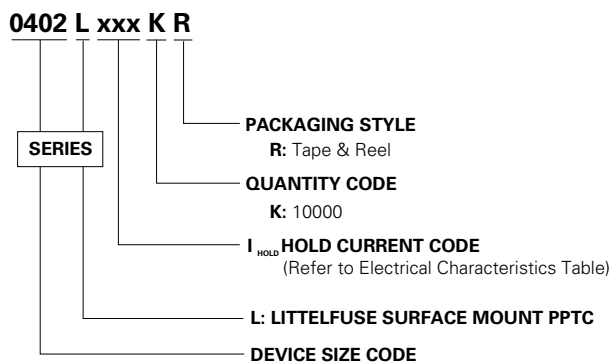 0402 L xxx K R
PACKAGING STYLE
R: Tape & Reel
SERIES
QUANTITY CODE
K: 10000
I HOLD HOLD CURRENT CODE
(Refer to Electrical Characteristics Table)
L: LITTELFUSE SURFACE MOUNT PPTC
DEVICE SIZE CODE